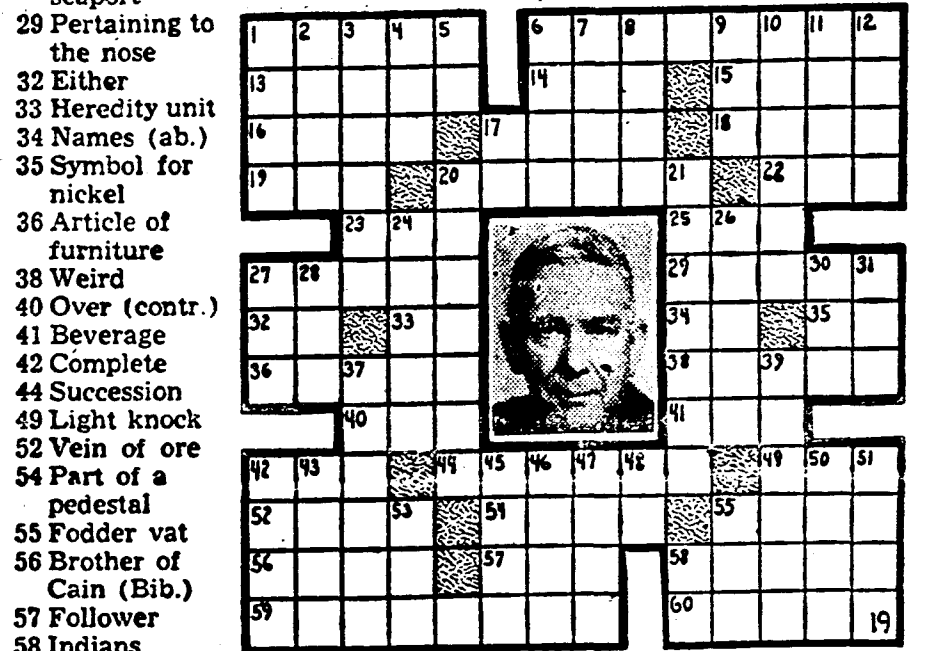 seaport
29 Pertaining to
the nose
32 Either
33 Heredity unit
34 Names (ab.)
35 Symbol for
nickel
36 Article of
furniture
38 Weird
40 Over (contr.)
41 Beverage
42 Complete
44 Succession
49 Light knock
52 Vein of ore
54 Part of a
pedestal
55 Fodder vat
56 Brother of
Cain (Bib.)
57 Follower
58 Indians
1 2 3 4 5 6 7 8 9 10 11 12
13 14 15
16 17 18
19 20 21 22
23 24 25 26
27 28 29 30 31
32 33 34 35
36 37 38 39
40 41
42 43 44 45 46 47 48 49 50 51
52 53 54 55
56 57 58
59 60 19